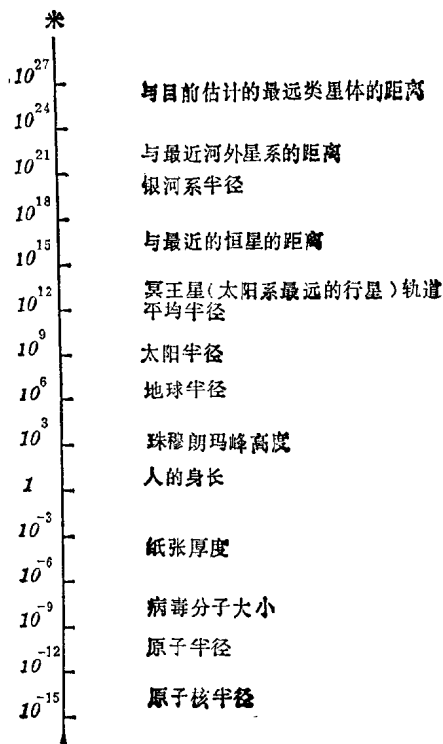 米
10²⁷
与目前估计的最远类星体的距离
10²⁴
与最近河外星系的距离
10²¹
银河系半径
10¹⁸
与最近的恒星的距离
10¹⁵
冥王星(太阳系最远的行星)轨道
10¹²
平均半径
10⁹
太阳半径
10⁶
地球半径
10³
珠穆朗玛峰高度
人的身长
1
10⁻³
纸张厚度
10⁻⁶
病毒分子大小
10⁻⁹
原子半径
10⁻¹²
原子核半径
10⁻¹⁵